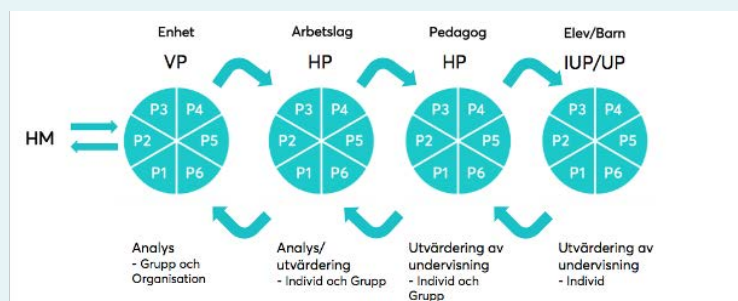 Enhet
VP
Arbetslag
HP
Pedagog
HP
Elev/Barn
IUP/UP
HM
P3 P4
P2 P5
P1 P6
P3 P4
P2 P5
P1 P6
P3 P4
P2 P5
P1 P6
P3 P4
P2 P5
P1 P6
Analys
- Grupp och
Organisation
Analys/
utvärdering
- Individ och Grupp
Utvärdering av
undervisning
- Individ och
Grupp
Utvärdering av
undervisning
- Individ